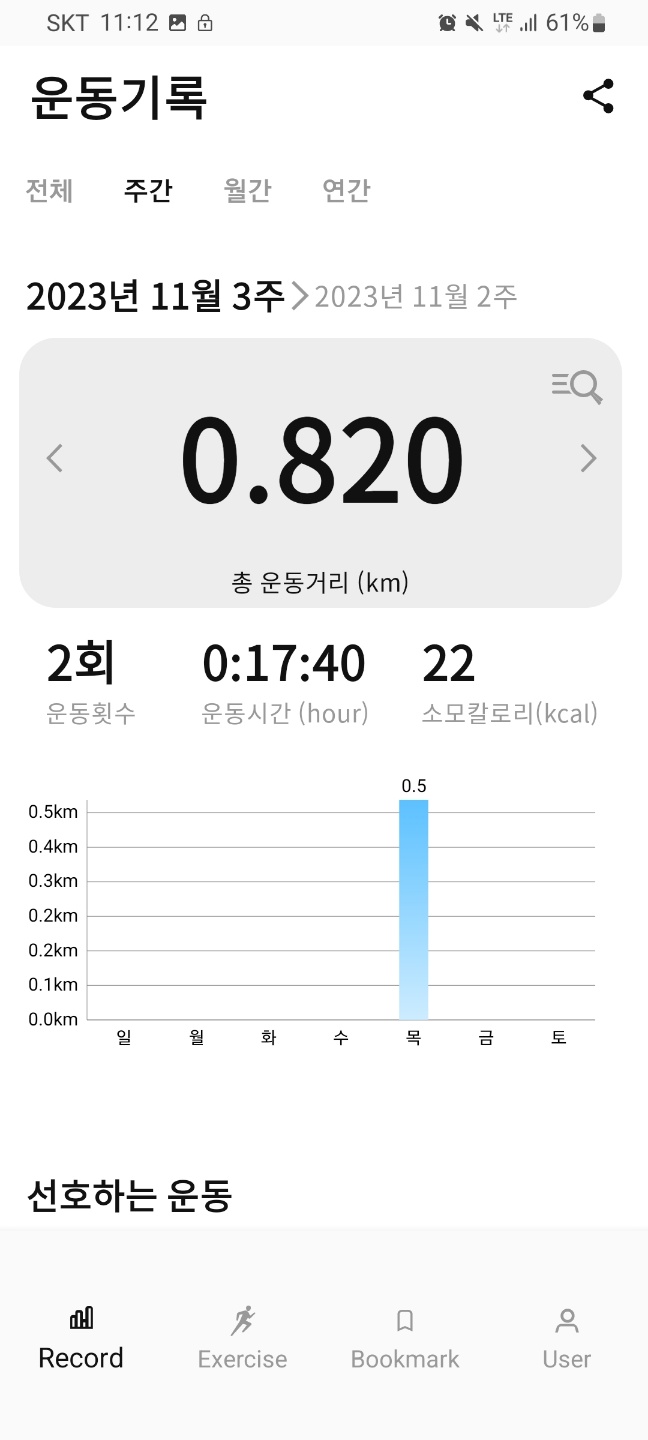 SKT 11:12 LTE 61%
운동기록
전체 주간 월간 연간
2023년 11월 3주 2023년 11월 2주
0.820
총 운동거리 (km)
2회 0:17:40 22
운동횟수 운동시간 (hour) 소모칼로리(kcal)
0.5
0.5km
0.4km
0.3km
0.2km
0.2km
0.1km
0.0km
일 월 화 수 목 금 토
선호하는 운동
Record Exercise Bookmark User